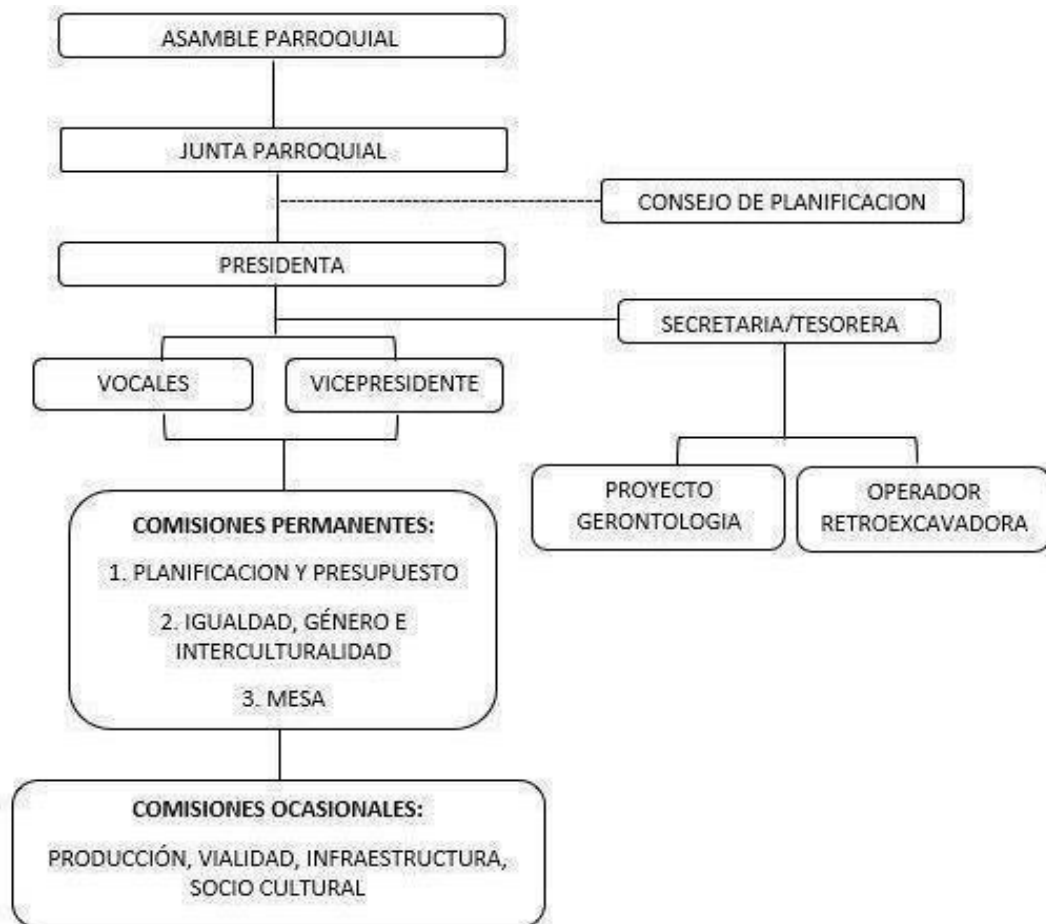 ASAMBLE PARROQUIAL
JUNTA PARROQUIAL
CONSEJO DE PLANIFICACION
PRESIDENTA
SECRETARIA/TESORERA
VOCALES
VICEPRESIDENTE
PROYECTO
GERONTOLOGIA
OPERADOR
RETROEXCAVADORA
COMISIONES PERMANENTES:
1. PLANIFICACION Y PRESUPUESTO
2. IGUALDAD, GÉNERO E
INTERCULTURALIDAD
3. MESA
COMISIONES OCASIONALES:
PRODUCCIÓN, VIALIDAD, INFRAESTRUCTURA,
SOCIO CULTURAL